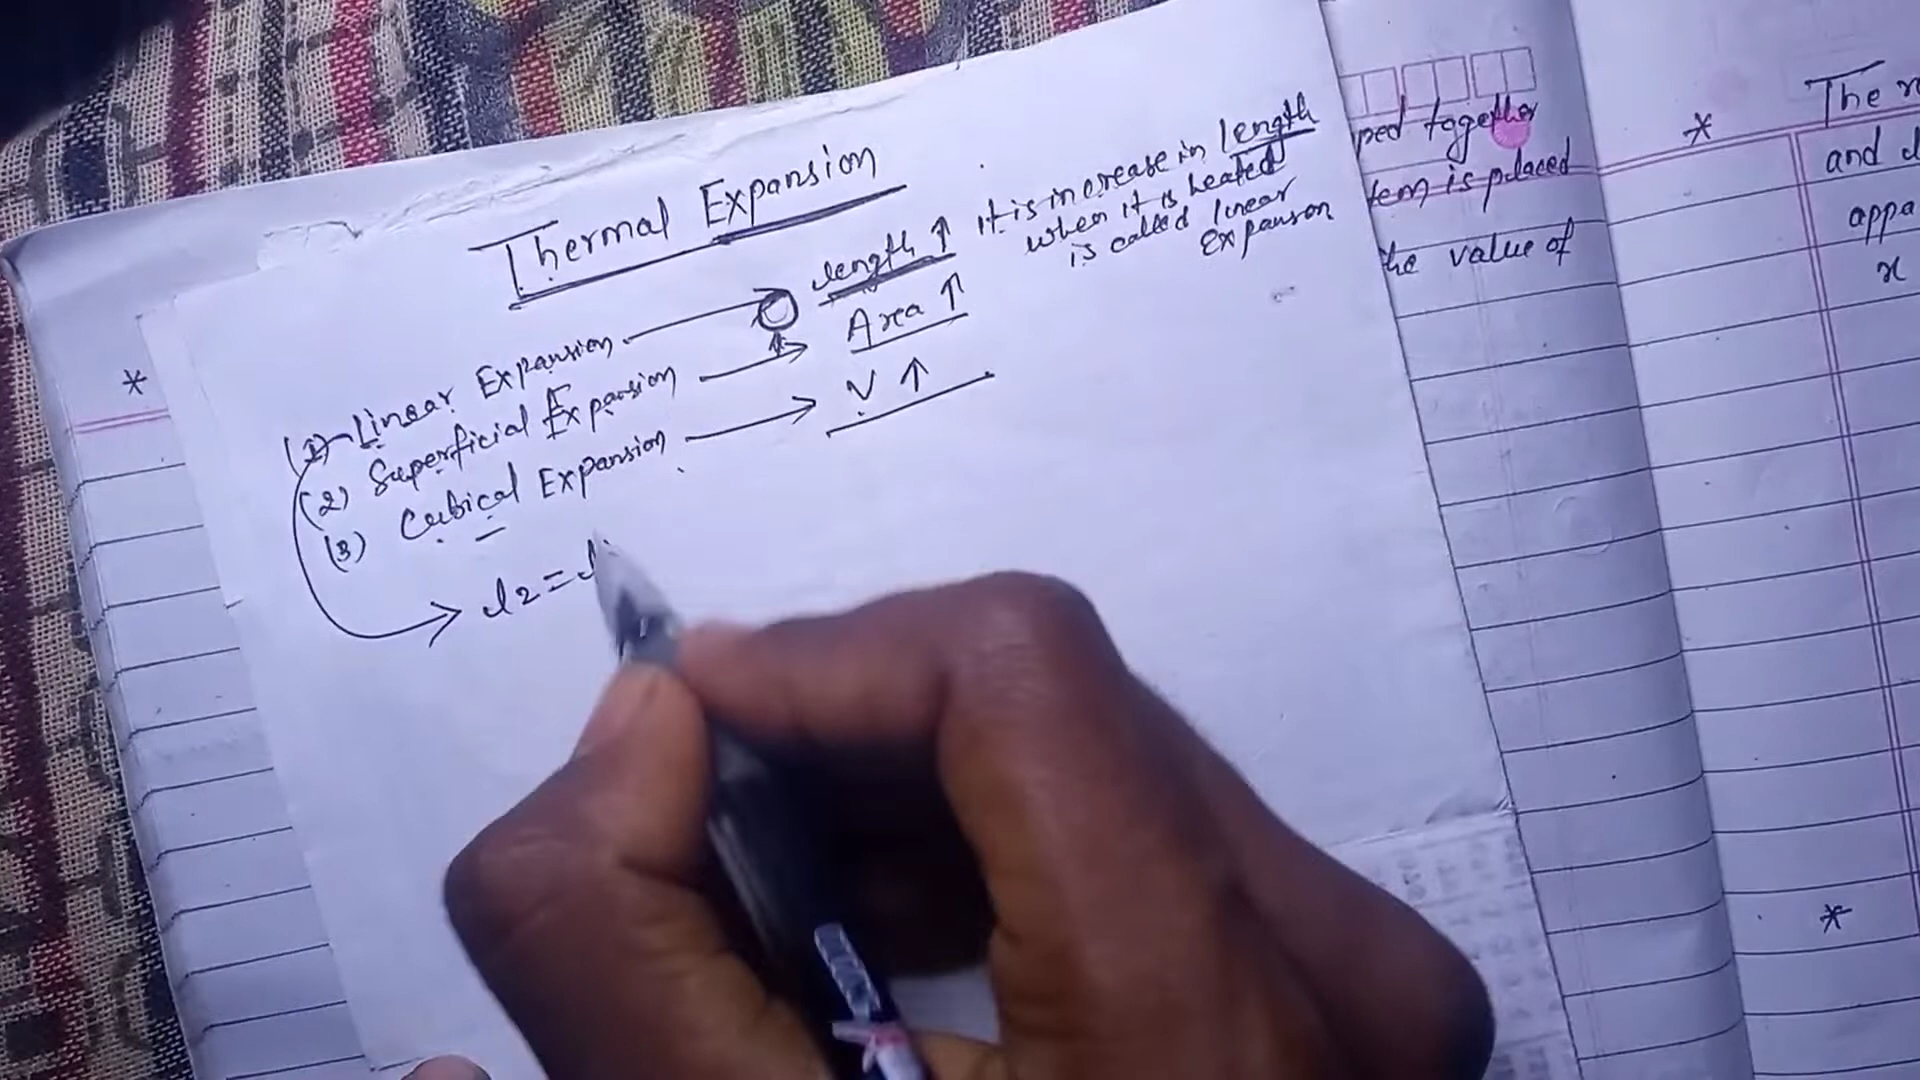 Thermal Expansion
(1) Linear Expansion → length ↑
It is increase in length
when it is heated
is called linear
Expansion
(2) Superficial Expansion → Area ↑
(3) Cubical Expansion → V ↑
→ l2 = l
together
tem is placed
the value of
*
*
The
and
appa
x
*